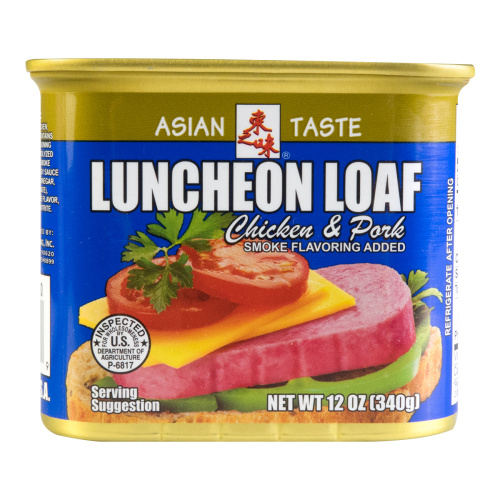 ASIAN 東之味 TASTE
®
LUNCHEON LOAF
Chicken & Pork
SMOKE FLAVORING ADDED
INSPECTED
FOR WHOLESOMENESS
BY
U.S.
DEPARTMENT OF
AGRICULTURE
P-6817
Serving
Suggestion
NET WT 12 OZ (340g)
REFRIGERATE AFTER OPENING